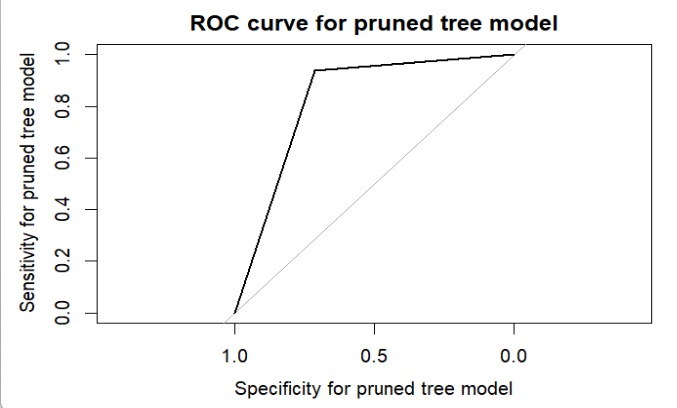 ROC curve for pruned tree model
Sensitivity for pruned tree model
1.0
0.8
0.6
0.4
0.2
0.0
1.0 0.5 0.0
Specificity for pruned tree model